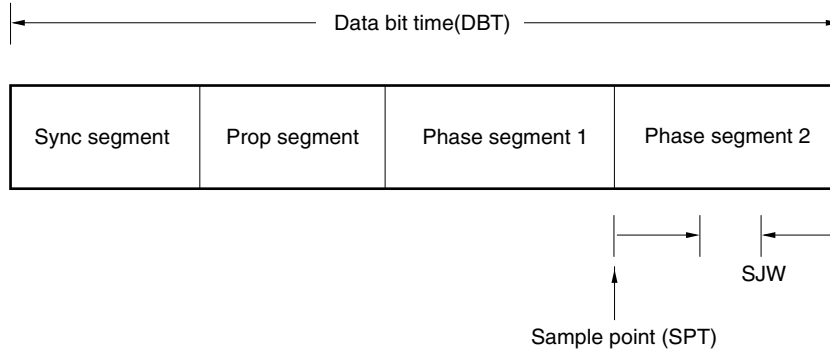 Data bit time(DBT)
Sync segment
Prop segment
Phase segment 1
Phase segment 2
SJW
Sample point (SPT)